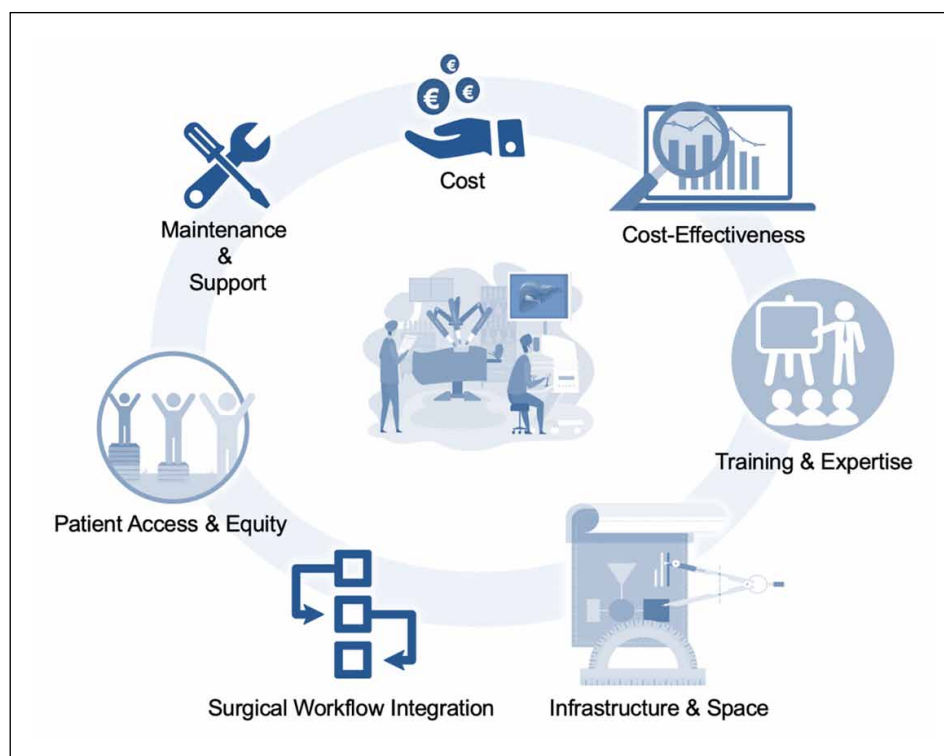 €
€
€
Cost
Cost-Effectiveness
Maintenance
&
Support
Training & Expertise
Patient Access & Equity
Surgical Workflow Integration
Infrastructure & Space